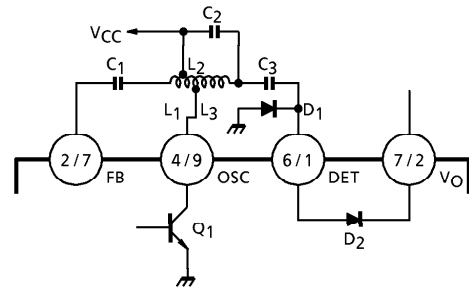 C2
VCC
C1
L2
C3
L1
L3
D1
2 / 7
4 / 9
6 / 1
7 / 2
FB
OSC
DET
VO
Q1
D2